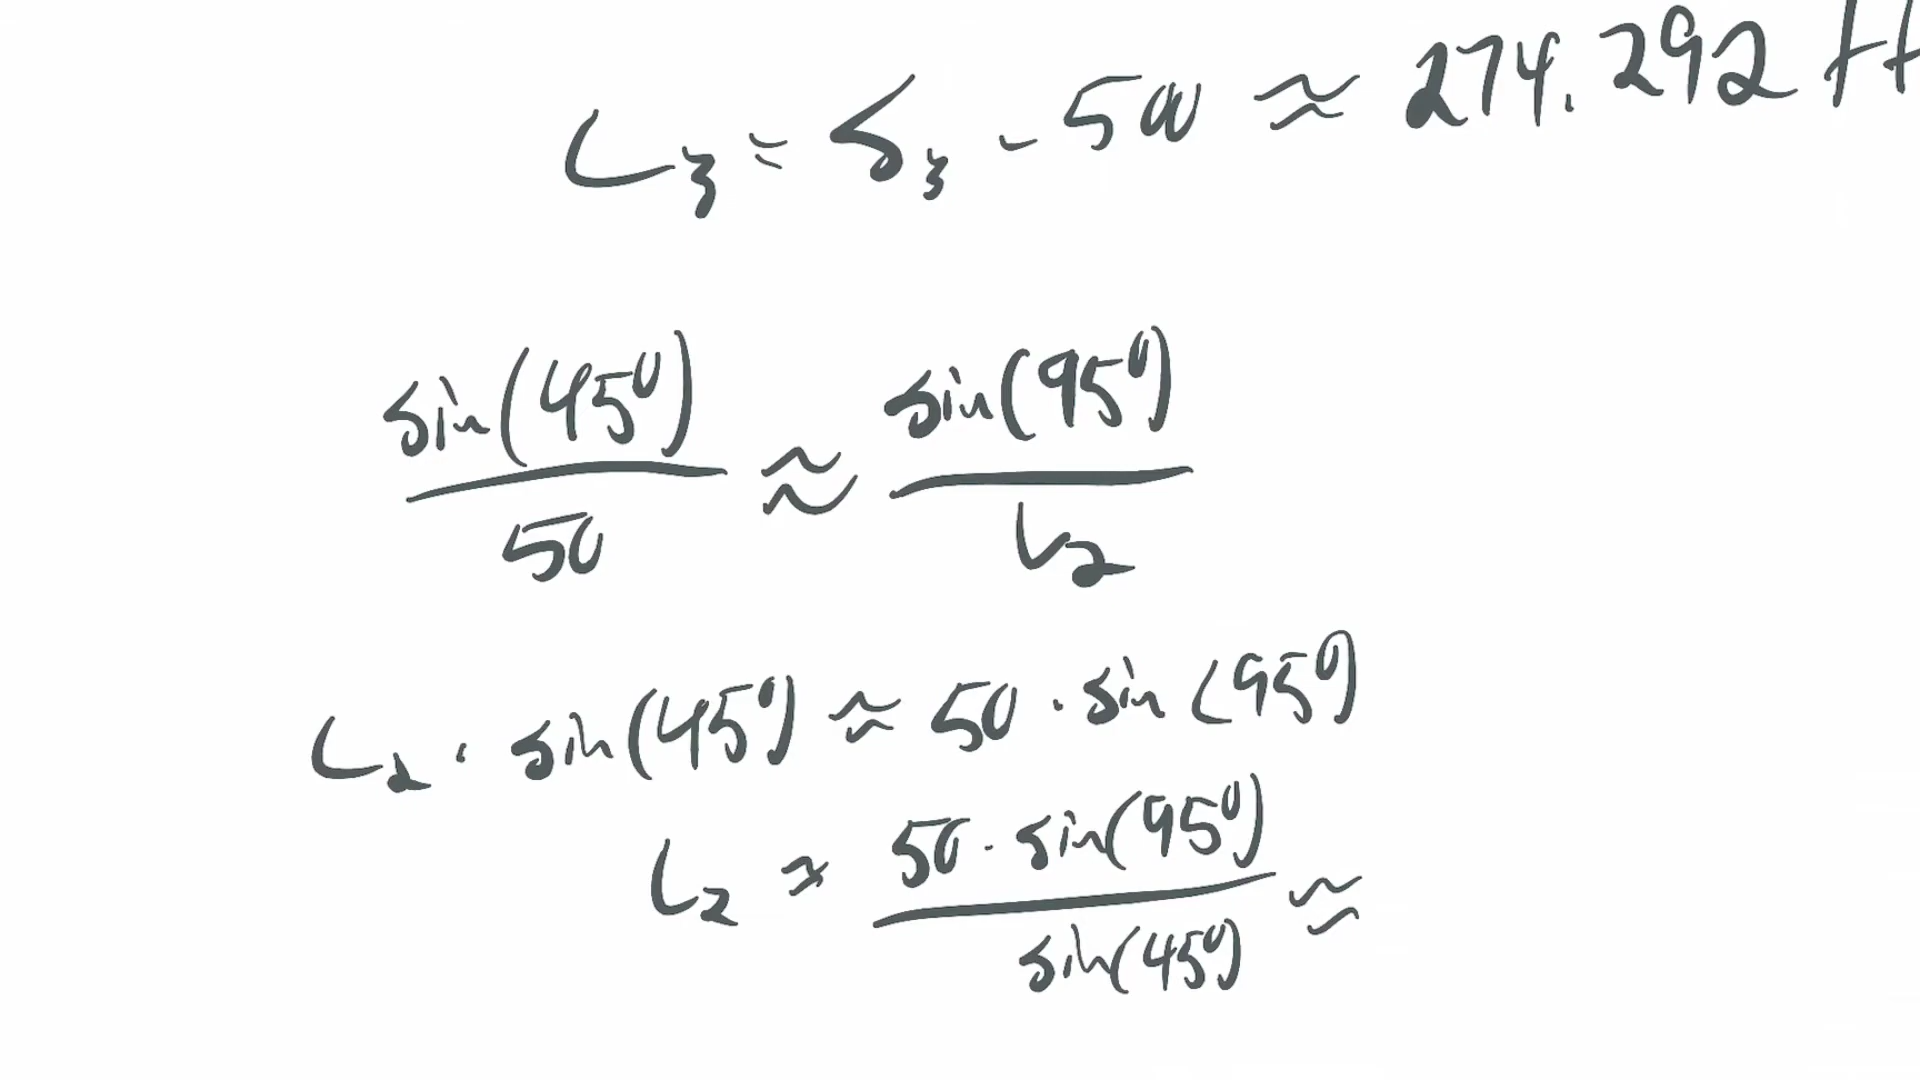 L₃ = S₃ - 500 ≈ 274.292 ft
sin(45°)/50 ≈ sin(95°)/L₂
L₂ · sin(45°) ≈ 50 · sin(95°)
L₂ ≈ 50 · sin(95°)/sin(45°) ≈